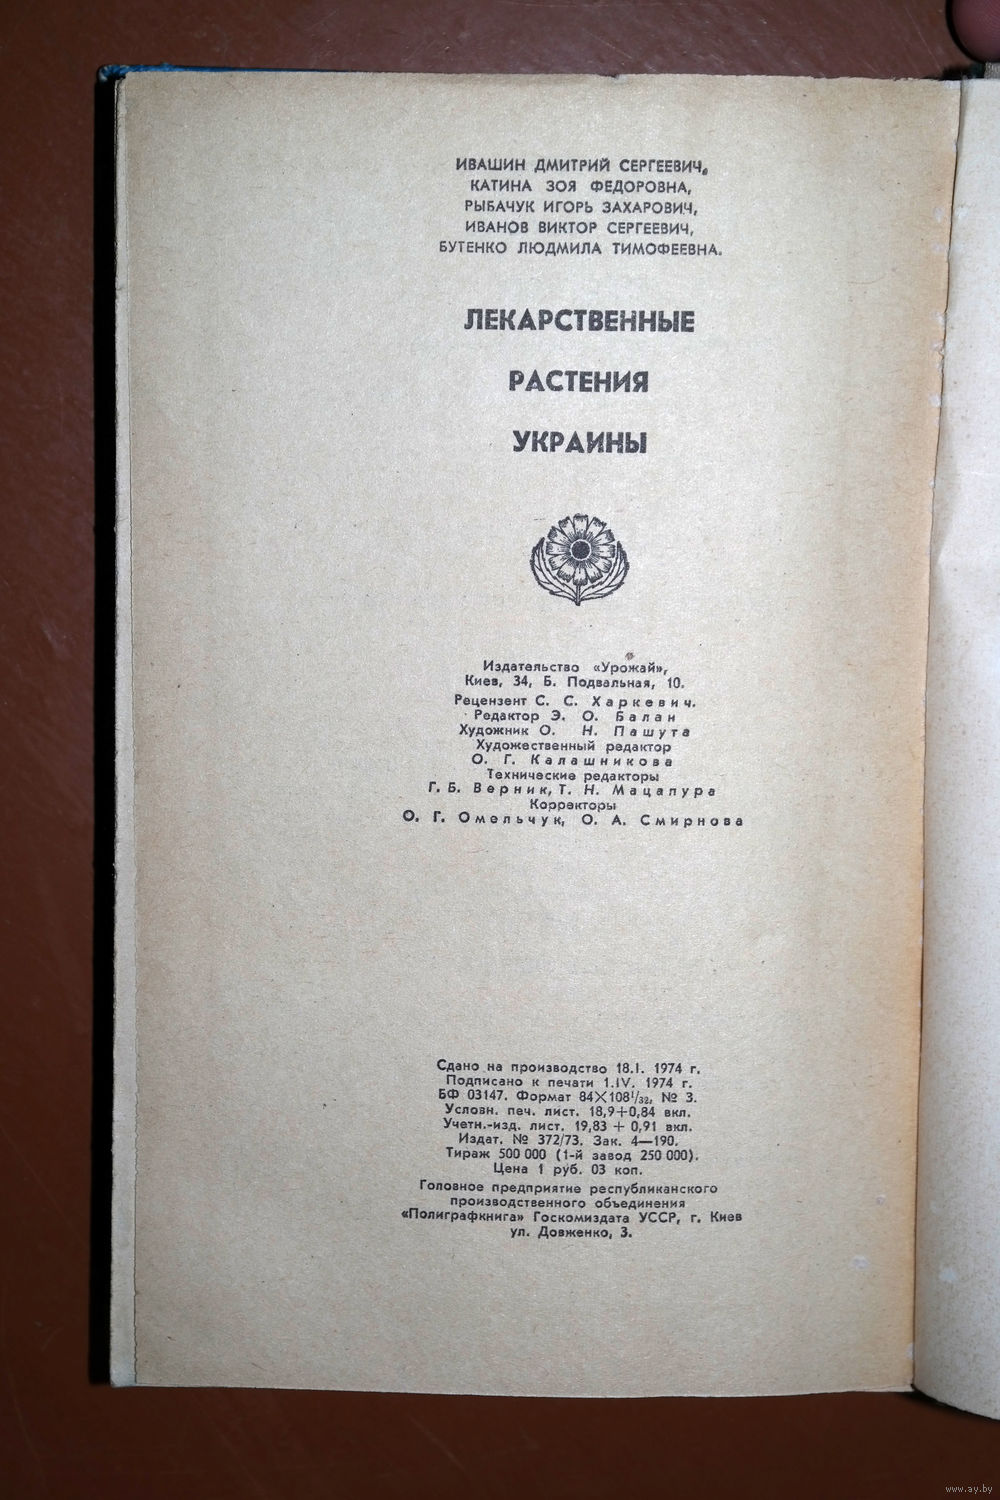 ИВАШИН ДМИТРИЙ СЕРГЕЕВИЧ,
КАТИНА ЗОЯ ФЕДОРОВНА,
РЫБАЧУК ИГОРЬ ЗАХАРОВИЧ,
ИВАНОВ ВИКТОР СЕРГЕЕВИЧ,
БУТЕНКО ЛЮДМИЛА ТИМОФЕЕВНА.
ЛЕКАРСТВЕННЫЕ
РАСТЕНИЯ
УКРАИНЫ
Издательство «Урожай»,
Киев, 34, Б. Подвальная, 10.
Рецензент С. С. Харкевич.
Редактор Э. О. Балан
Художник О. Н. Пашута
Художественный редактор
О. Г. Калашникова
Технические редакторы
Г. Б. Верник, Т. Н. Мацапура
Корректоры
О. Г. Омельчук, О. А. Смирнова
Сдано на производство 18.I. 1974 г.
Подписано к печати 1.IV. 1974 г.
БФ 03147. Формат 84×108¹/₃₂, № 3.
Условн. печ. лист. 18,9+0,84 вкл.
Учетн.-изд. лист. 19,83 + 0,91 вкл.
Издат. № 372/73. Зак. 4—190.
Тираж 500 000 (1-й завод 250 000).
Цена 1 руб. 03 коп.
Головное предприятие республиканского
производственного объединения
«Полиграфкнига» Госкомиздата УССР, г. Киев
ул. Довженко, 3.
www.ay.by